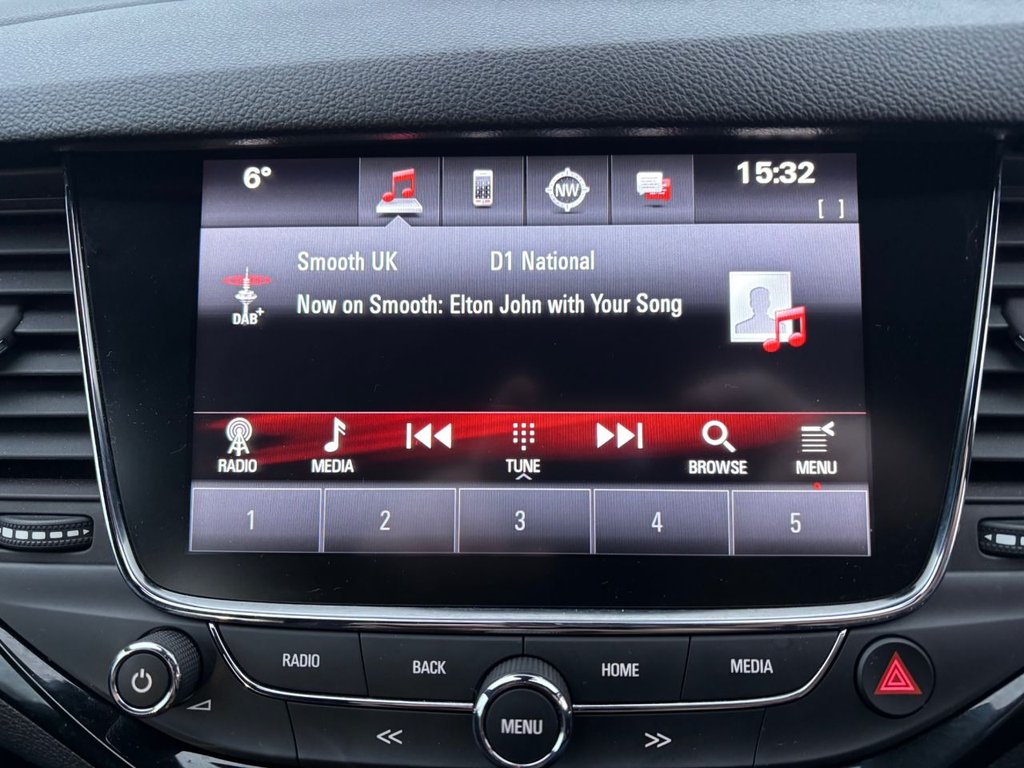 6° NW 15:32
[ ]
Smooth UK D1 National
DAB+ Now on Smooth: Elton John with Your Song
RADIO MEDIA TUNE BROWSE MENU
1 2 3 4 5
RADIO BACK HOME MEDIA
MENU